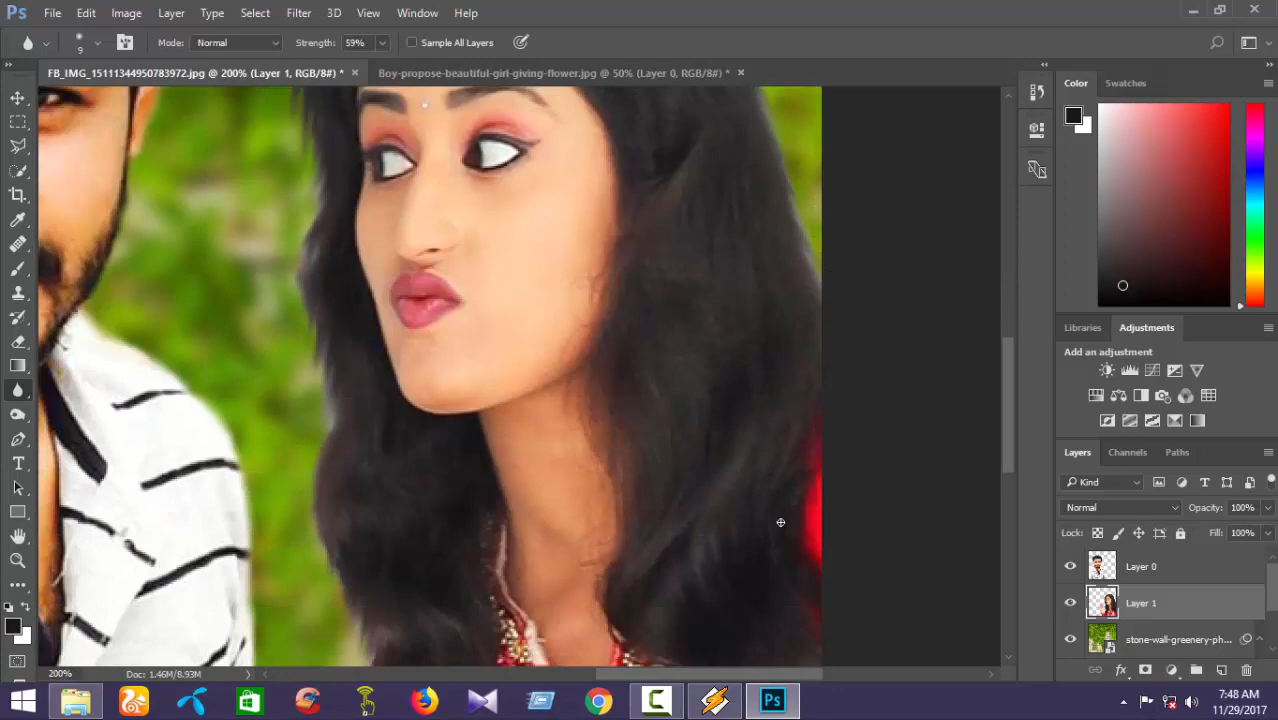 Ps File Edit Image Layer Type Select Filter 3D View Window Help
9 Mode: Normal Strength: 59% Sample All Layers
FB_IMG_15111344950783972.jpg @ 200% (Layer 1, RGB/8#) * × Boy-propose-beautiful-girl-giving-flower.jpg @ 50% (Layer 0, RGB/8#) * ×
Color Swatches
Libraries Adjustments
Add an adjustment
Layers Channels Paths
Kind
Normal Opacity: 100%
Lock: Fill: 100%
Layer 0
Layer 1
stone-wall-greenery-ph...
200% Doc: 1.46M/8.93M
Ps
7:48 AM
11/29/2017